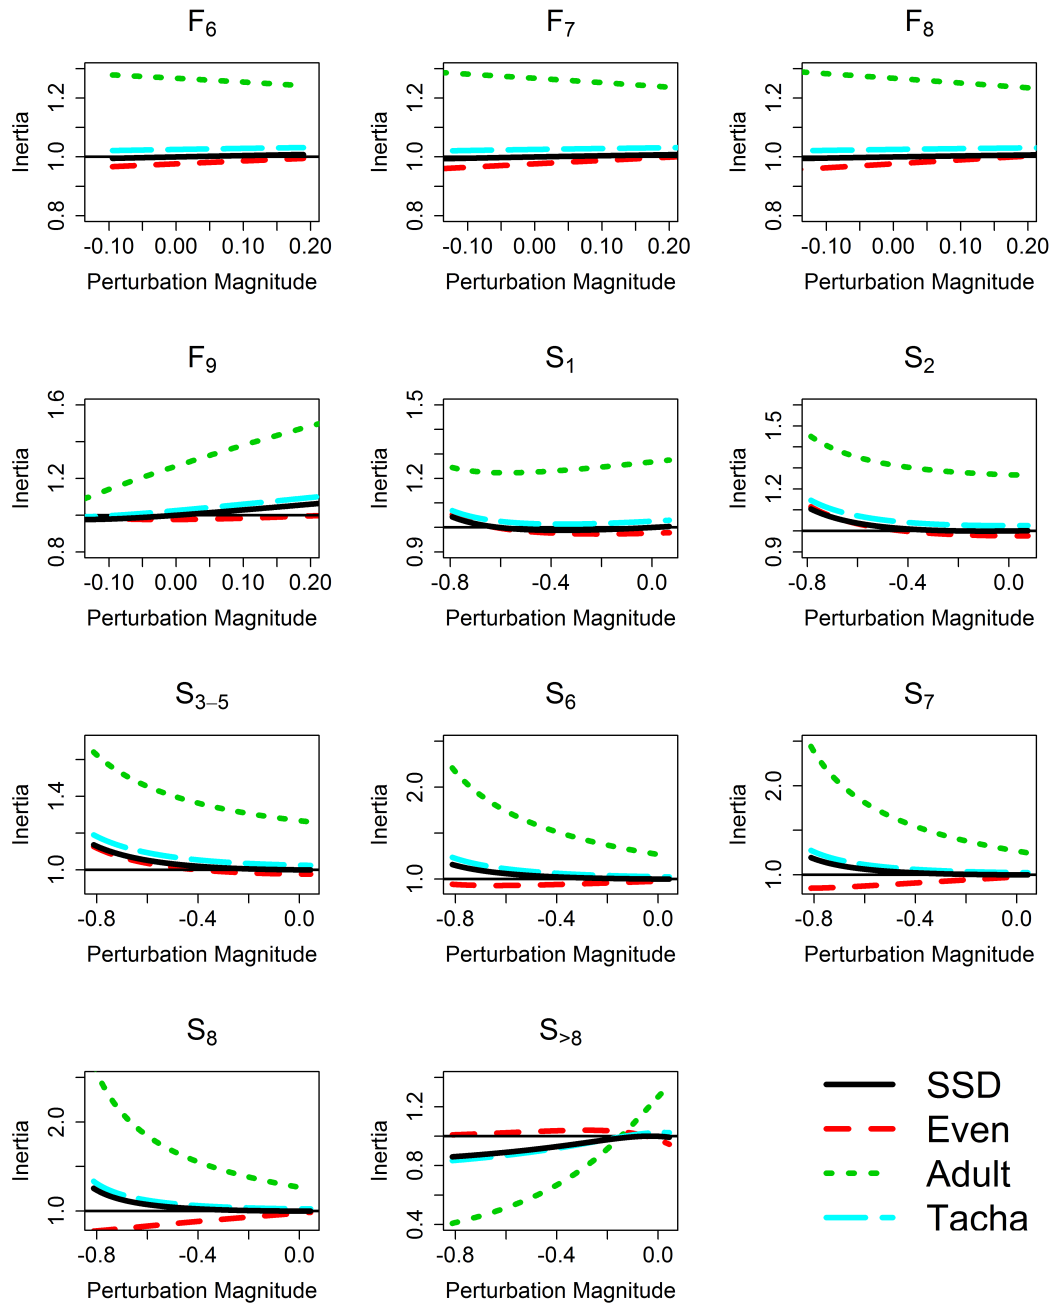 F6 F7 F8
Inertia 0.8 1.0 1.2 Inertia 0.8 1.0 1.2 Inertia 0.8 1.0 1.2
-0.10 0.00 0.10 0.20 -0.10 0.00 0.10 0.20 -0.10 0.00 0.10 0.20
Perturbation Magnitude Perturbation Magnitude Perturbation Magnitude
F9 S1 S2
Inertia 0.8 1.2 1.6 Inertia 0.9 1.2 1.5 Inertia 0.9 1.2 1.5
-0.10 0.00 0.10 0.20 -0.8 -0.4 0.0 -0.8 -0.4 0.0
Perturbation Magnitude Perturbation Magnitude Perturbation Magnitude
S3–5 S6 S7
Inertia 1.0 1.4 Inertia 1.0 2.0 Inertia 1.0 2.0
-0.8 -0.4 0.0 -0.8 -0.4 0.0 -0.8 -0.4 0.0
Perturbation Magnitude Perturbation Magnitude Perturbation Magnitude
S8 S>8
Inertia 1.0 2.0 Inertia 0.4 0.8 1.2
-0.8 -0.4 0.0 -0.8 -0.4 0.0
Perturbation Magnitude Perturbation Magnitude
SSD
Even
Adult
Tacha